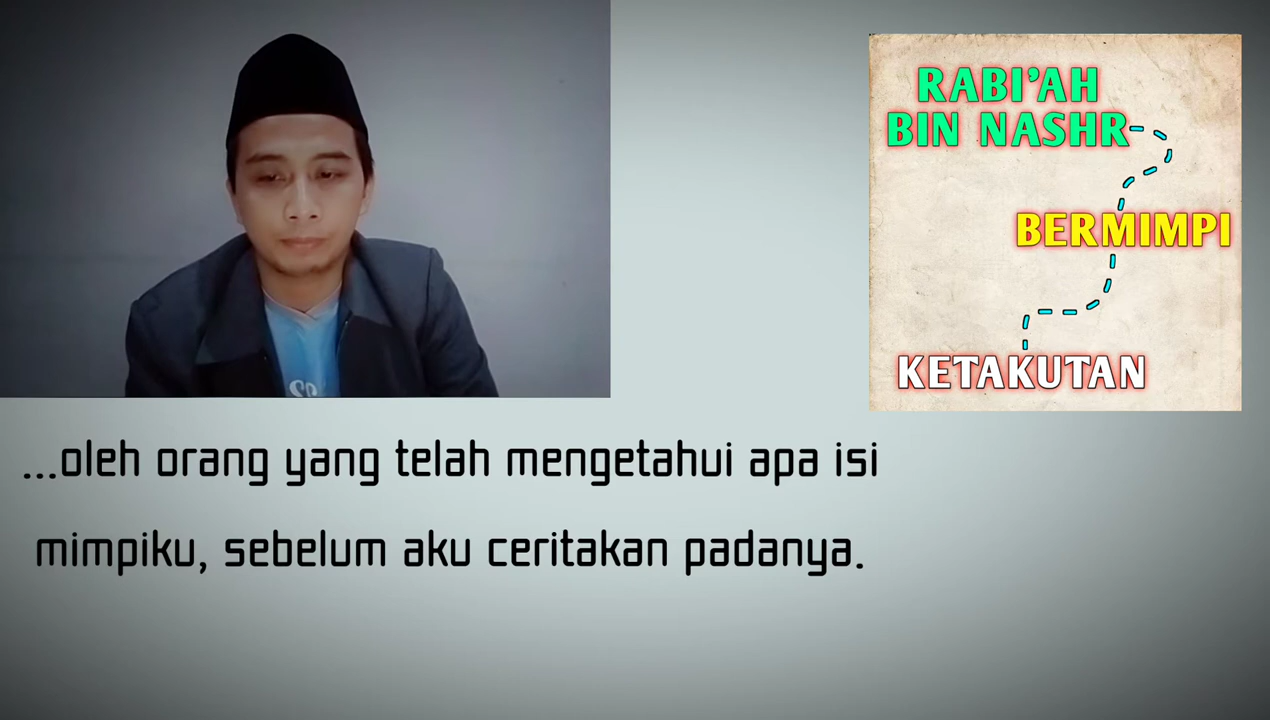 RABI'AH
BIN NASHR
BERMIMPI
KETAKUTAN
...oleh orang yang telah mengetahui apa isi
mimpiku, sebelum aku ceritakan padanya.